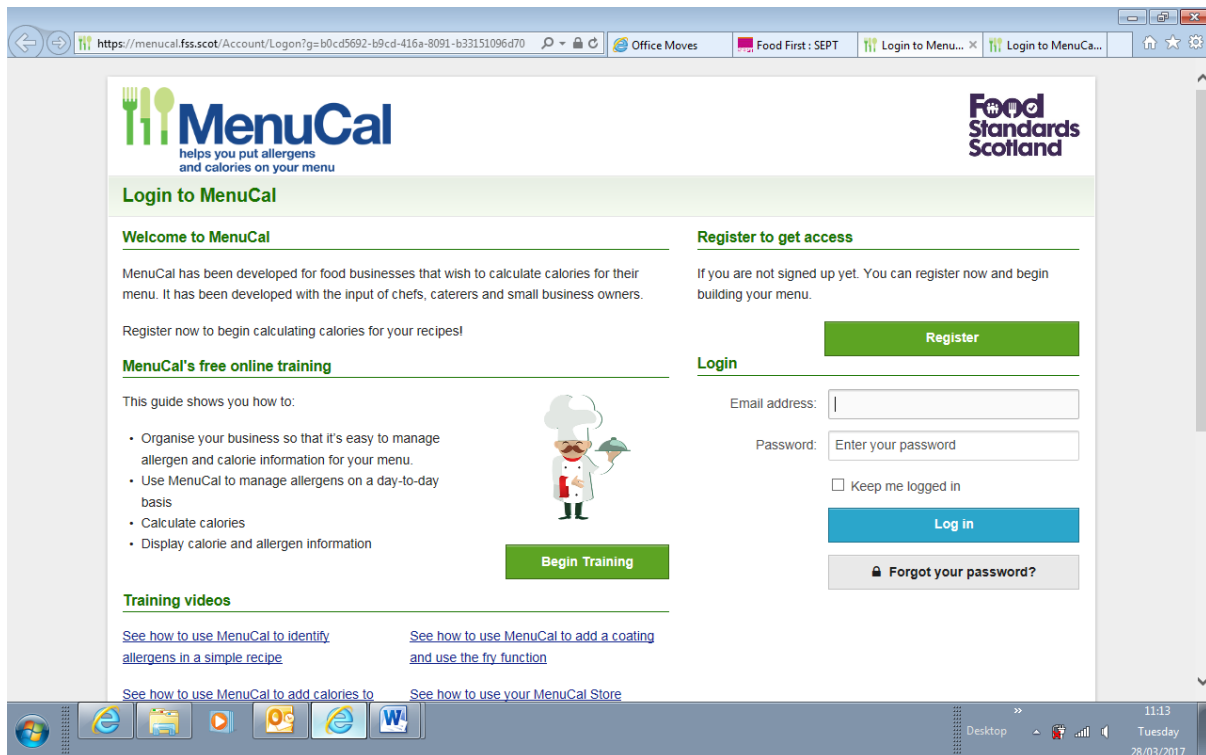 https://menucal.fss.scot/Account/Logon?g=b0cd5692-b9cd-416a-8091-b33151096d70
Office Moves
Food First : SEPT
Login to Menu...
Login to MenuCa...
MenuCal
helps you put allergens
and calories on your menu
Food
Standards
Scotland
Login to MenuCal
Welcome to MenuCal
MenuCal has been developed for food businesses that wish to calculate calories for their
menu. It has been developed with the input of chefs, caterers and small business owners.
Register now to begin calculating calories for your recipes!
MenuCal's free online training
This guide shows you how to:
• Organise your business so that it's easy to manage
allergen and calorie information for your menu.
• Use MenuCal to manage allergens on a day-to-day
basis
• Calculate calories
• Display calorie and allergen information
Begin Training
Training videos
See how to use MenuCal to identify
allergens in a simple recipe
See how to use MenuCal to add a coating
and use the fry function
See how to use MenuCal to add calories to
See how to use your MenuCal Store
Register to get access
If you are not signed up yet. You can register now and begin
building your menu.
Register
Login
Email address:
Password:
Enter your password
Keep me logged in
Log in
Forgot your password?
Desktop
11:13
Tuesday
28/03/2017